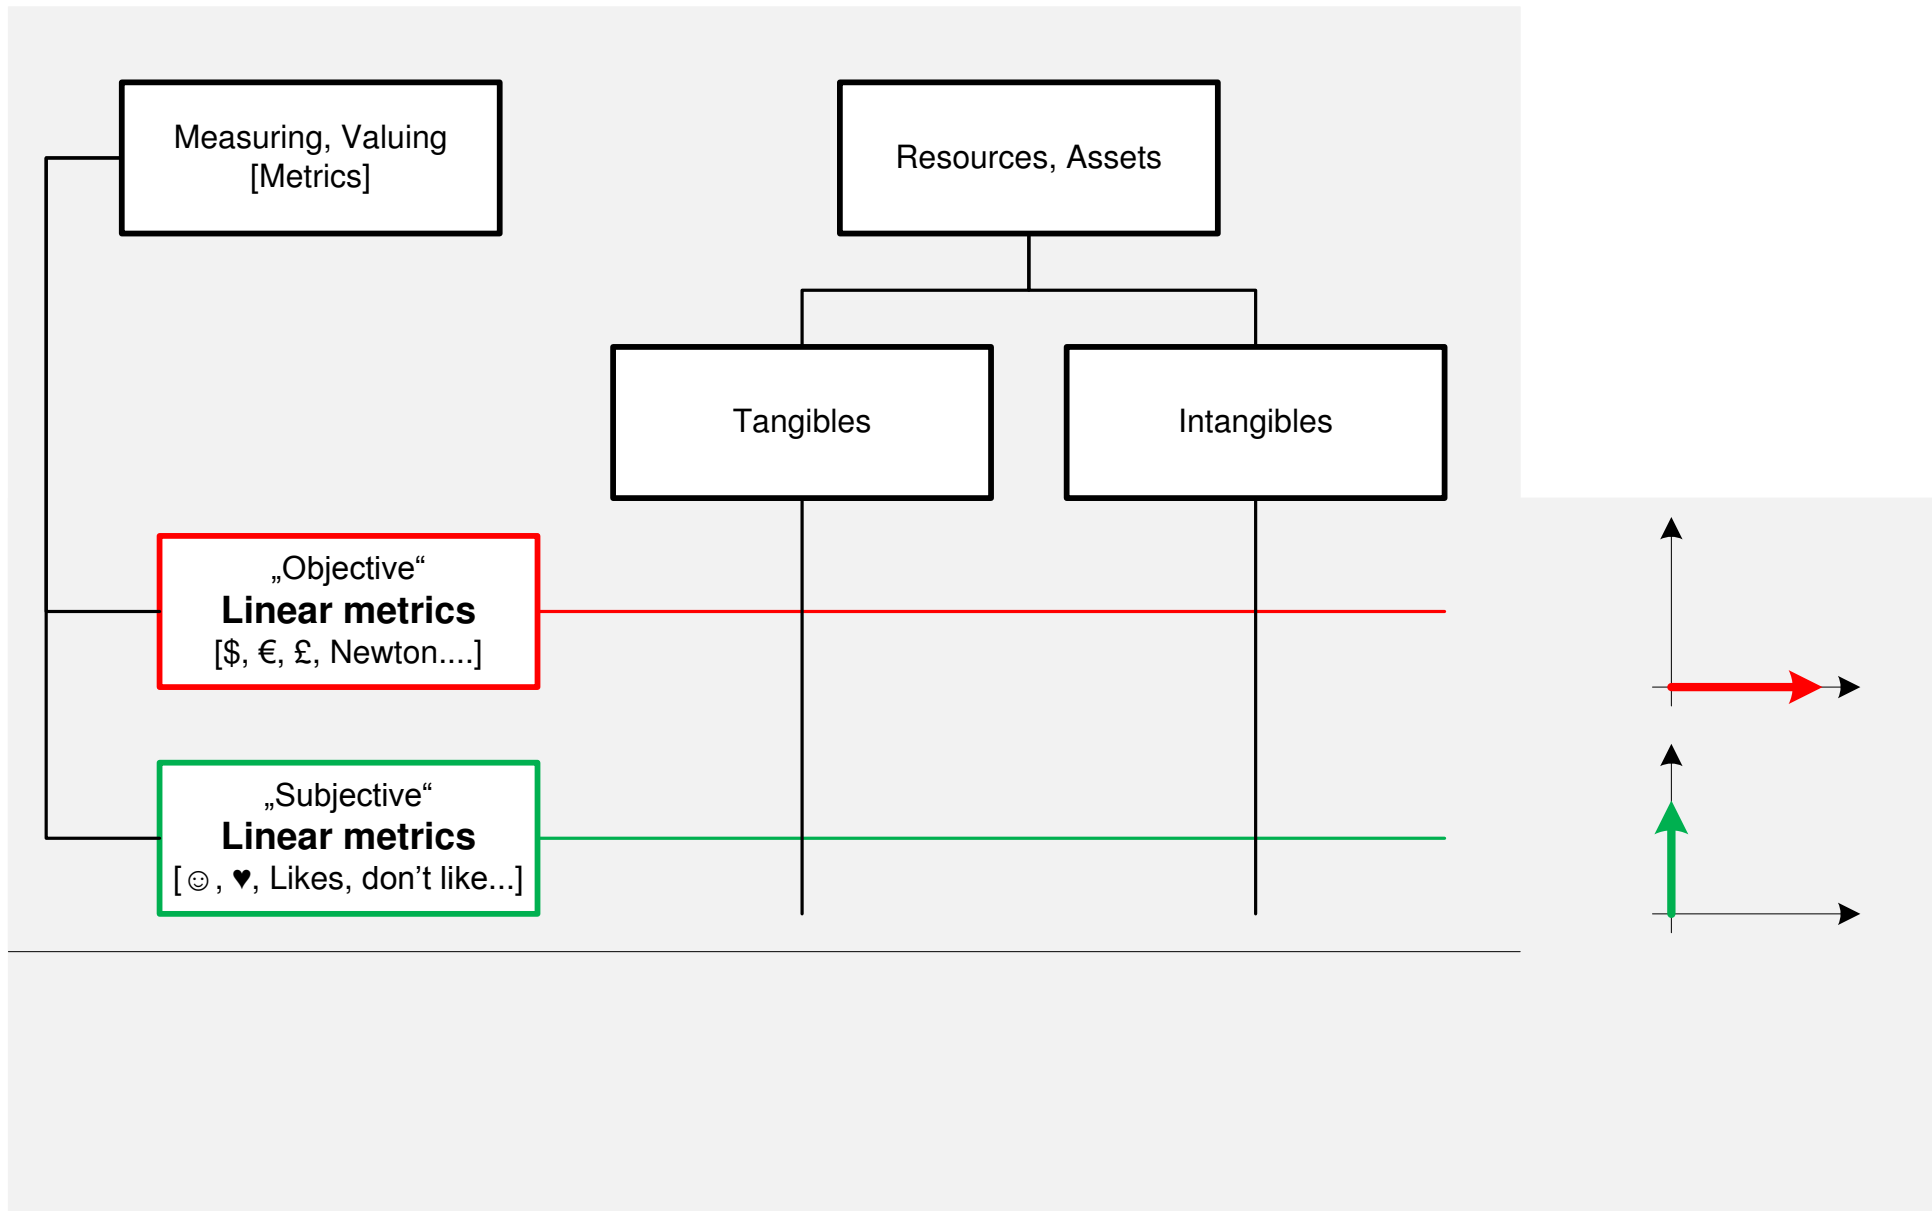 Measuring, Valuing
[Metrics]
Resources, Assets
Tangibles
Intangibles
„Objective“
Linear metrics
[$, €, £, Newton....]
„Subjective“
Linear metrics
[☺, ♥, Likes, don’t like...]